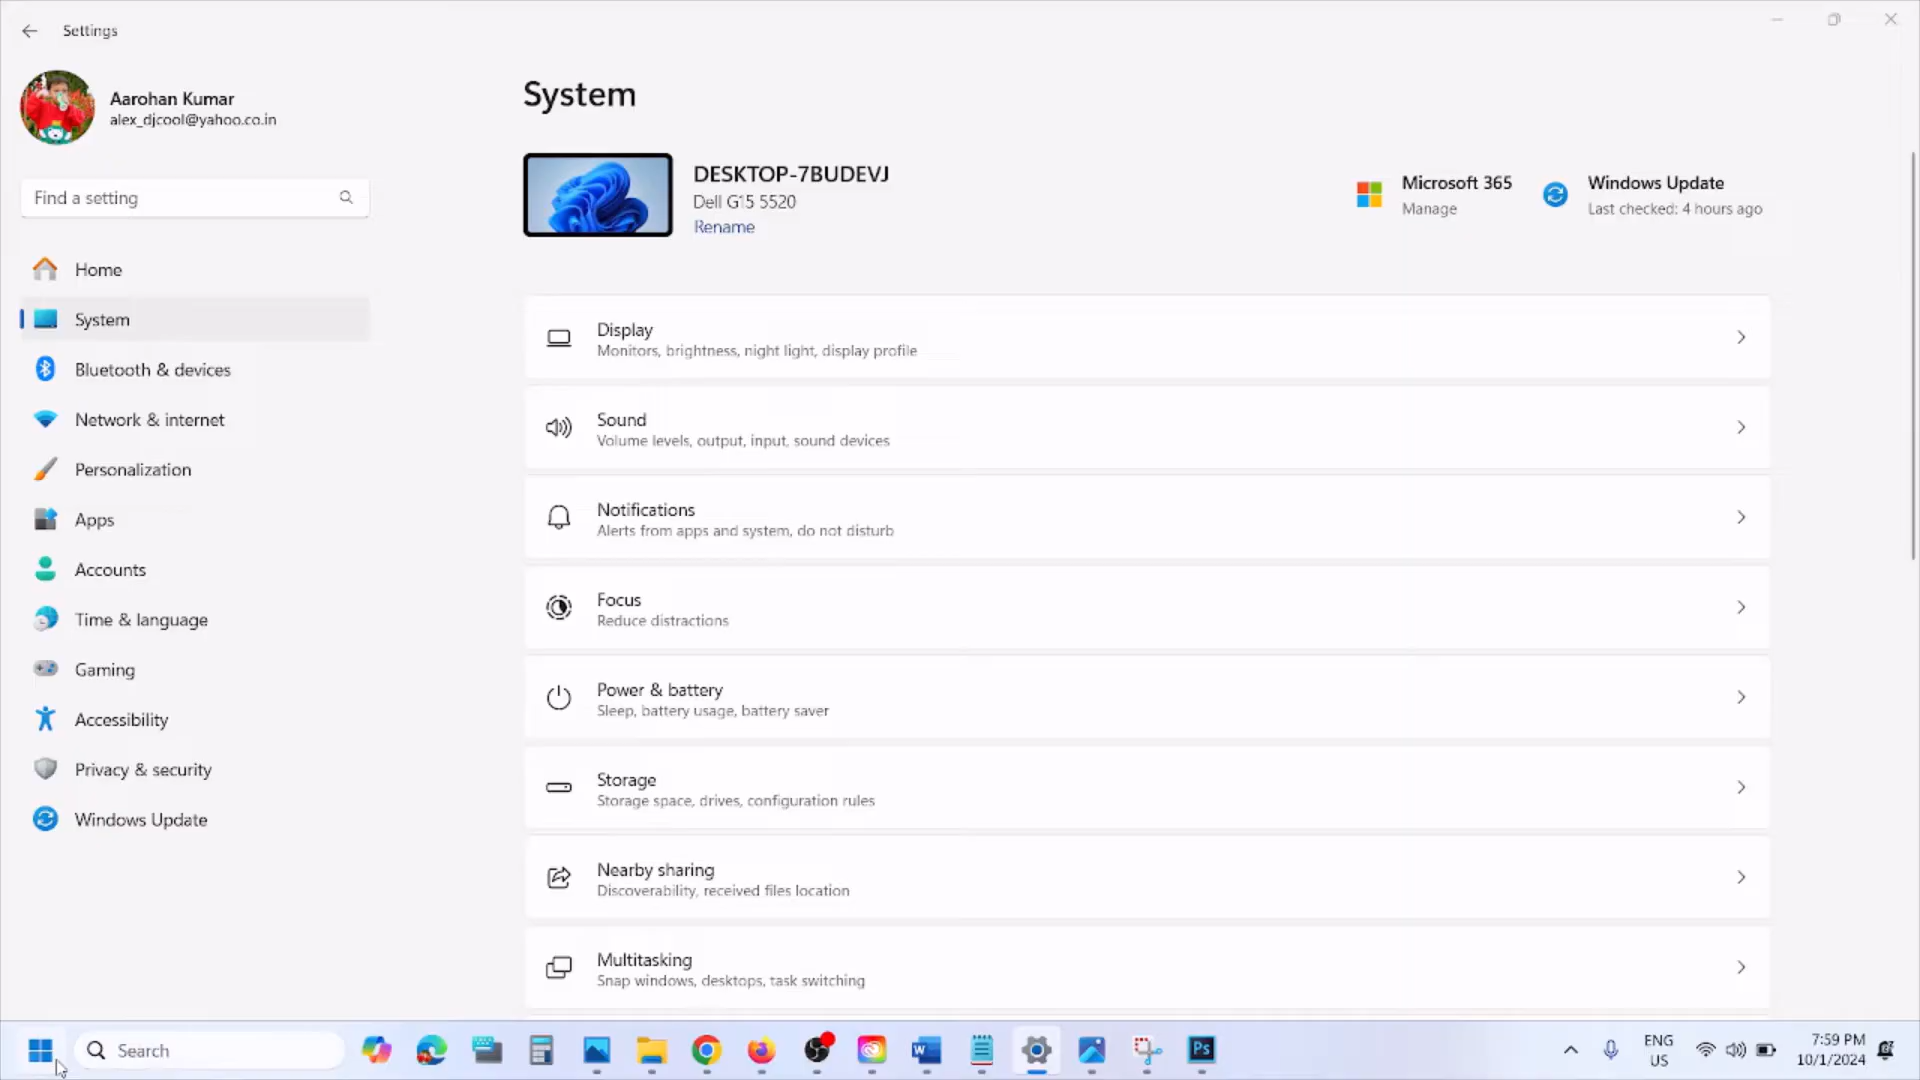 Settings
Aarohan Kumar
alex_djcool@yahoo.co.in
Find a setting
Home
System
Bluetooth & devices
Network & internet
Personalization
Apps
Accounts
Time & language
Gaming
Accessibility
Privacy & security
Windows Update
System
DESKTOP-7BUDEVJ
Dell G15 5520
Rename
Microsoft 365
Manage
Windows Update
Last checked: 4 hours ago
Display
Monitors, brightness, night light, display profile
Sound
Volume levels, output, input, sound devices
Notifications
Alerts from apps and system, do not disturb
Focus
Reduce distractions
Power & battery
Sleep, battery usage, battery saver
Storage
Storage space, drives, configuration rules
Nearby sharing
Discoverability, received files location
Multitasking
Snap windows, desktops, task switching
Search
W
Ps
ENG
US
7:59 PM
10/1/2024